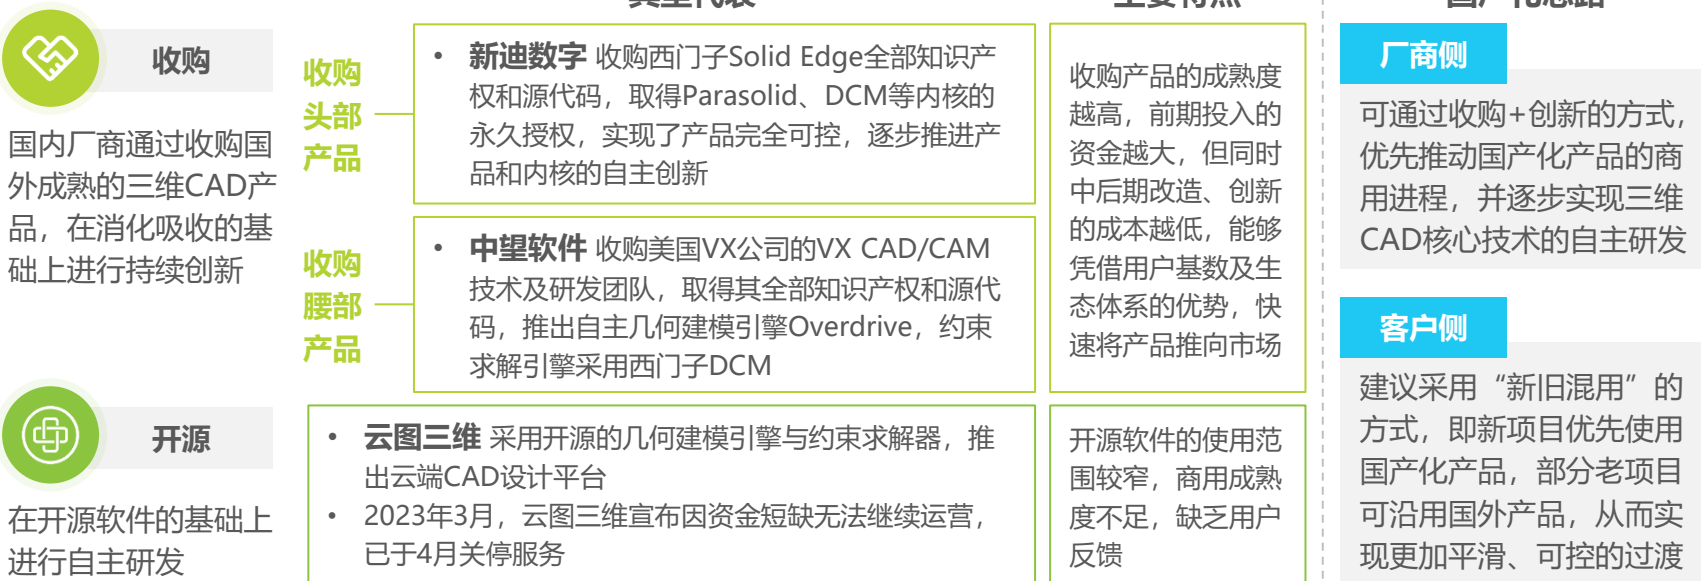 典型代表
主要特点
国产化思路
收购
国内厂商通过收购国
外成熟的三维CAD产
品，在消化吸收的基
础上进行持续创新
收购
头部
产品
• 新迪数字 收购西门子Solid Edge全部知识产
权和源代码，取得Parasolid、DCM等内核的
永久授权，实现了产品完全可控，逐步推进产
品和内核的自主创新
收购
腰部
产品
• 中望软件 收购美国VX公司的VX CAD/CAM
技术及研发团队，取得其全部知识产权和源代
码，推出自主几何建模引擎Overdrive，约束
求解引擎采用西门子DCM
收购产品的成熟度
越高，前期投入的
资金越大，但同时
中后期改造、创新
的成本越低，能够
凭借用户基数及生
态体系的优势，快
速将产品推向市场
开源
在开源软件的基础上
进行自主研发
• 云图三维 采用开源的几何建模引擎与约束求解器，推
出云端CAD设计平台
• 2023年3月，云图三维宣布因资金短缺无法继续运营，
已于4月关停服务
开源软件的使用范
围较窄，商用成熟
度不足，缺乏用户
反馈
厂商侧
可通过收购+创新的方式，
优先推动国产化产品的商
用进程，并逐步实现三维
CAD核心技术的自主研发
客户侧
建议采用“新旧混用”的
方式，即新项目优先使用
国产化产品，部分老项目
可沿用国外产品，从而实
现更加平滑、可控的过渡